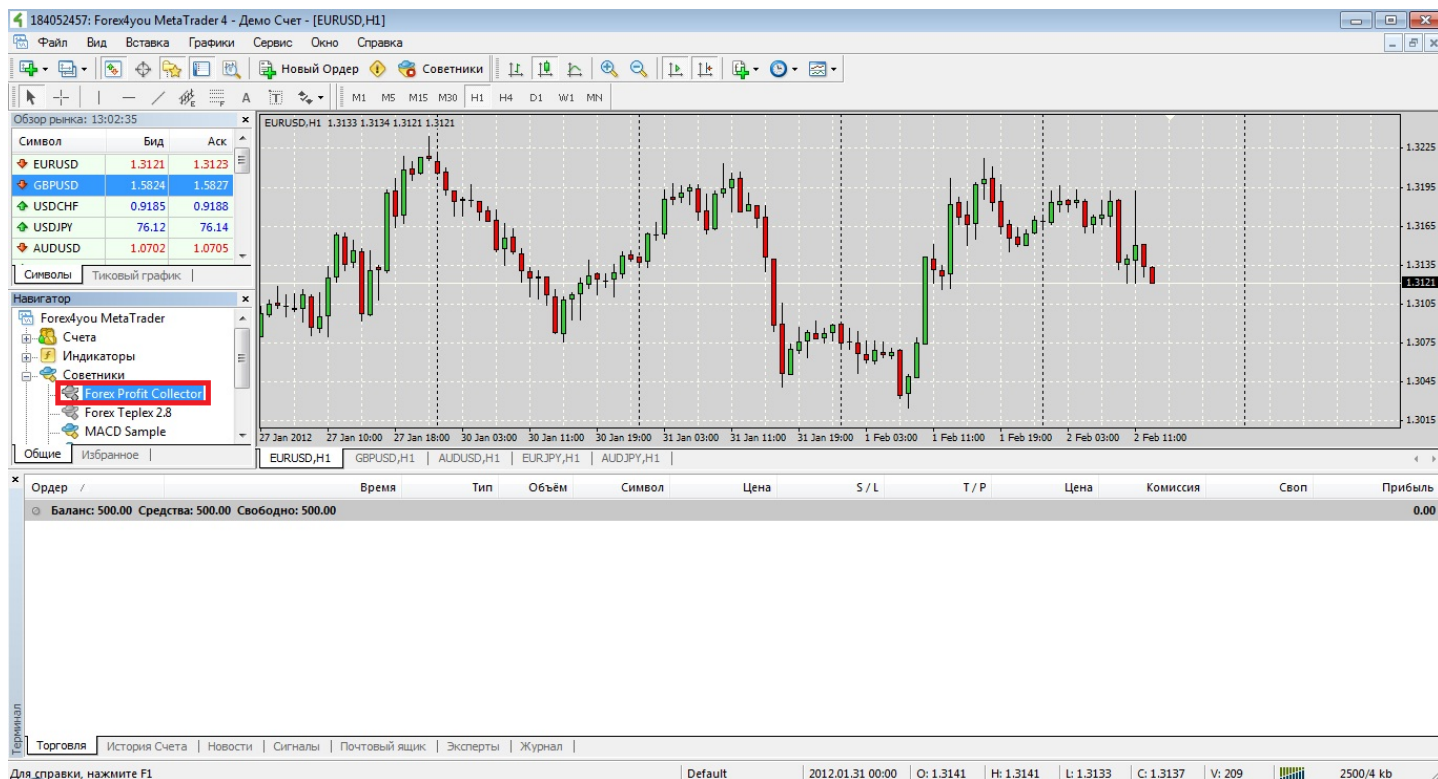 184052457: Forex4you MetaTrader 4 - Демо Счет - [EURUSD,H1]
Файл Вид Вставка Графики Сервис Окно Справка
Новый Ордер Советники
A T M1 M5 M15 M30 H1 H4 D1 W1 MN
Обзор рынка: 13:02:35
Символ Бид Аск
EURUSD 1.3121 1.3123
GBPUSD 1.5824 1.5827
USDCHF 0.9185 0.9188
USDJPY 76.12 76.14
AUDUSD 1.0702 1.0705
Символы Тиковый график
Навигатор
Forex4you MetaTrader
Счета
Индикаторы
Советники
Forex Profit Collector
Forex Teplex 2.8
MACD Sample
Общие Избранное
EURUSD,H1 1.3133 1.3134 1.3121 1.3121
1.3225
1.3195
1.3165
1.3135
1.3121
1.3105
1.3075
1.3045
1.3015
27 Jan 2012 27 Jan 10:00 27 Jan 18:00 30 Jan 03:00 30 Jan 11:00 30 Jan 19:00 31 Jan 03:00 31 Jan 11:00 31 Jan 19:00 1 Feb 03:00 1 Feb 11:00 1 Feb 19:00 2 Feb 03:00 2 Feb 11:00
EURUSD,H1 GBPUSD,H1 AUDUSD,H1 EURJPY,H1 AUDJPY,H1
Ордер / Время Тип Объём Символ Цена S / L T / P Цена Комиссия Своп Прибыль
Баланс: 500.00 Средства: 500.00 Свободно: 500.00 0.00
Терминал
Торговля История Счета Новости Сигналы Почтовый ящик Эксперты Журнал
Для справки, нажмите F1 Default 2012.01.31 00:00 O: 1.3141 H: 1.3141 L: 1.3133 C: 1.3137 V: 209 2500/4 kb